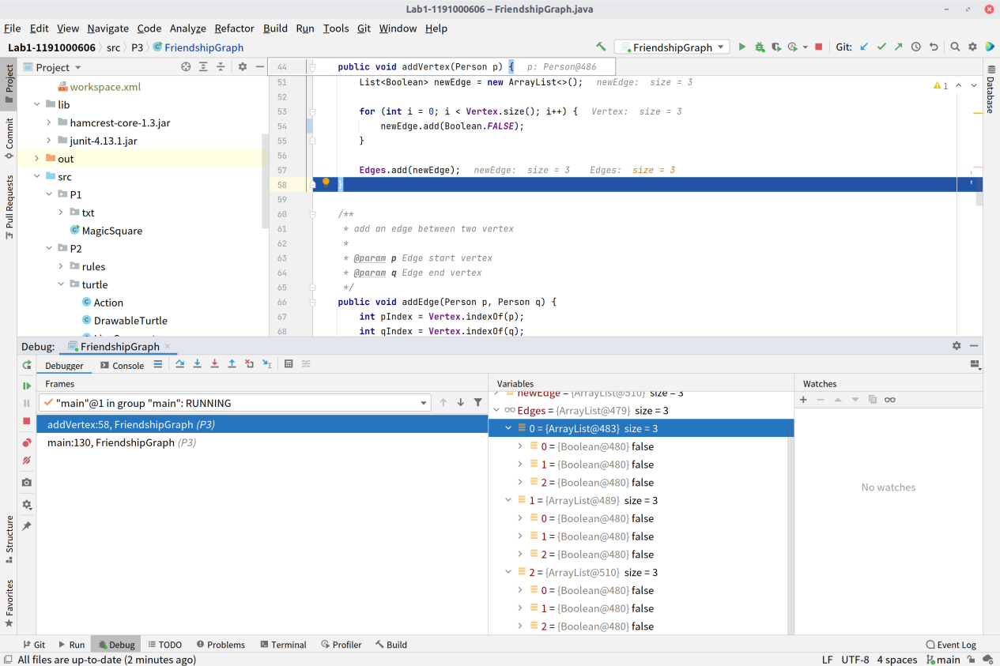 Lab1-1191000606 – FriendshipGraph.java
File Edit View Navigate Code Analyze Refactor Build Run Tools Git Window Help
Lab1-1191000606 src P3 FriendshipGraph
FriendshipGraph Git:
Project
Project
Commit
Pull Requests
Structure
Favorites
Database
workspace.xml
lib
hamcrest-core-1.3.jar
junit-4.13.1.jar
out
src
P1
txt
MagicSquare
P2
rules
turtle
Action
DrawableTurtle
44 public void addVertex(Person p) { p: Person@486
51 List<Boolean> newEdge = new ArrayList<>(); newEdge: size = 3
1
52
53 for (int i = 0; i < Vertex.size(); i++) { Vertex: size = 3
54 newEdge.add(Boolean.FALSE);
55 }
56
57 Edges.add(newEdge); newEdge: size = 3 Edges: size = 3
58 }
59
60 /**
61 * add an edge between two vertex
62 *
63 * @param p Edge start vertex
64 * @param q Edge end vertex
65 */
66 public void addEdge(Person p, Person q) {
67 int pIndex = Vertex.indexOf(p);
68 int qIndex = Vertex.indexOf(q);
Debug: FriendshipGraph
Debugger Console
Frames
"main"@1 in group "main": RUNNING
addVertex:58, FriendshipGraph (P3)
main:130, FriendshipGraph (P3)
Variables
newEdge = {ArrayList@510} size = 3
Edges = {ArrayList@479} size = 3
0 = {ArrayList@483} size = 3
0 = {Boolean@480} false
1 = {Boolean@480} false
2 = {Boolean@480} false
1 = {ArrayList@489} size = 3
0 = {Boolean@480} false
1 = {Boolean@480} false
2 = {Boolean@480} false
2 = {ArrayList@510} size = 3
0 = {Boolean@480} false
1 = {Boolean@480} false
2 = {Boolean@480} false
Watches
No watches
Git Run Debug TODO Problems Terminal Profiler Build Event Log
All files are up-to-date (2 minutes ago) LF UTF-8 4 spaces main